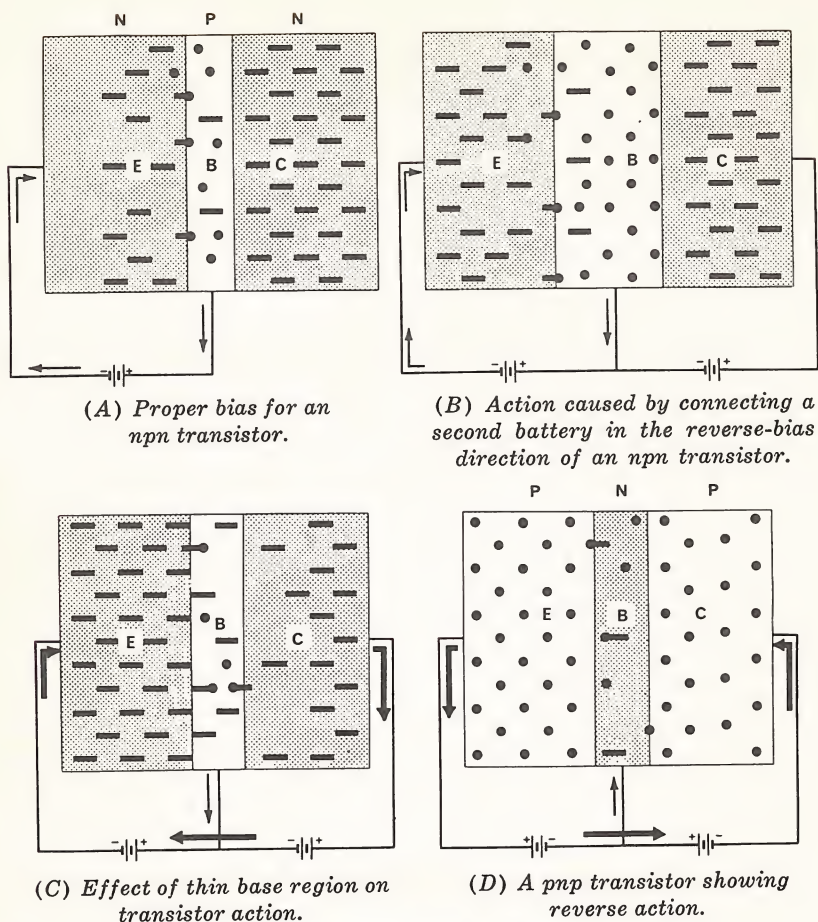 N P N
E B C
- +
(A) Proper bias for an
npn transistor.
E B C
- + - +
(B) Action caused by connecting a
second battery in the reverse-bias
direction of an npn transistor.
E B C
- + - +
(C) Effect of thin base region on
transistor action.
P N P
E B C
+ - + -
(D) A pnp transistor showing
reverse action.